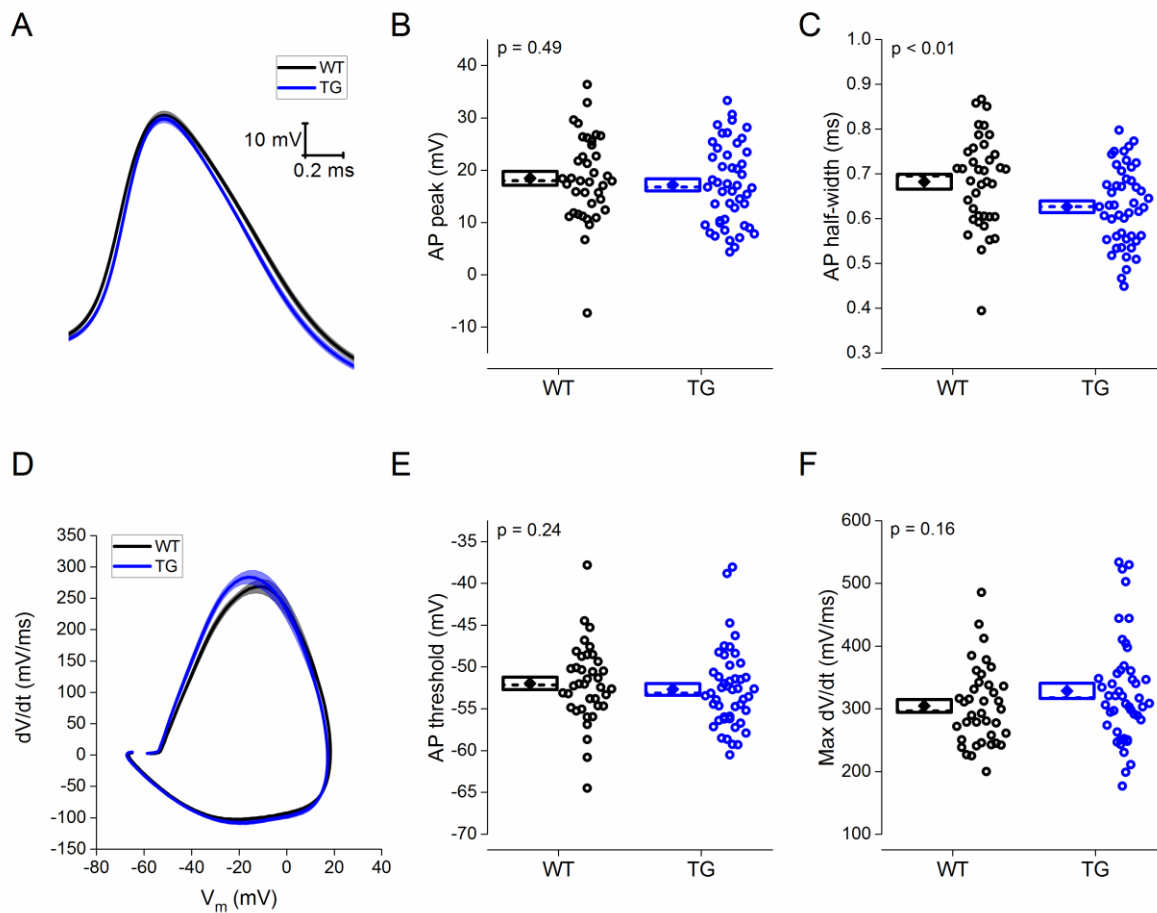 A
WT
TG
10 mV
0.2 ms
B
p = 0.49
AP peak (mV)
40
30
20
10
0
-10
WT
TG
C
p < 0.01
AP half-width (ms)
1.0
0.9
0.8
0.7
0.6
0.5
0.4
0.3
WT
TG
D
WT
TG
dV/dt (mV/ms)
350
300
250
200
150
100
50
0
-50
-100
-150
-80
-60
-40
-20
0
20
40
Vm (mV)
E
p = 0.24
AP threshold (mV)
-35
-40
-45
-50
-55
-60
-65
-70
WT
TG
F
p = 0.16
Max dV/dt (mV/ms)
600
500
400
300
200
100
WT
TG